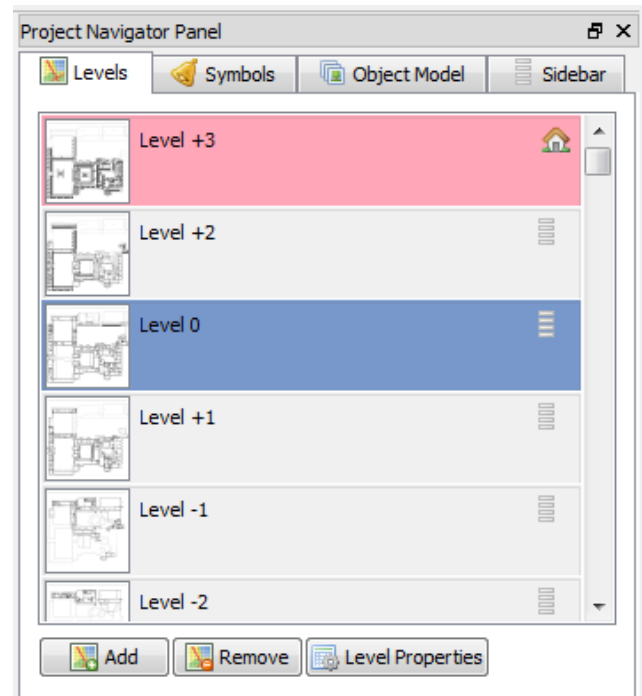 Project Navigator Panel
Levels Symbols Object Model Sidebar
Level +3
Level +2
Level 0
Level +1
Level -1
Level -2
Add Remove Level Properties